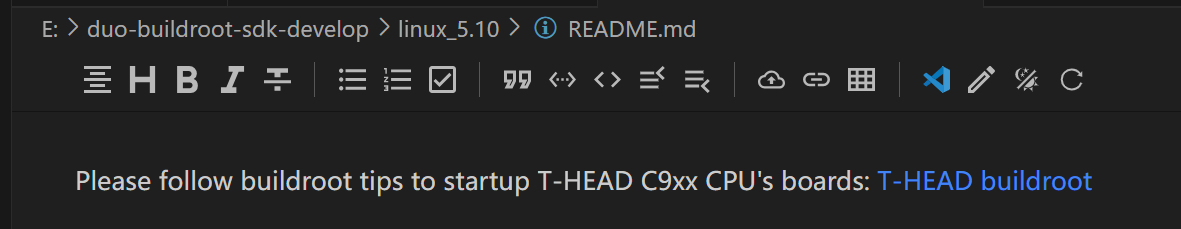 E: > duo-buildroot-sdk-develop > linux_5.10 > README.md
Please follow buildroot tips to startup T-HEAD C9xx CPU's boards: T-HEAD buildroot